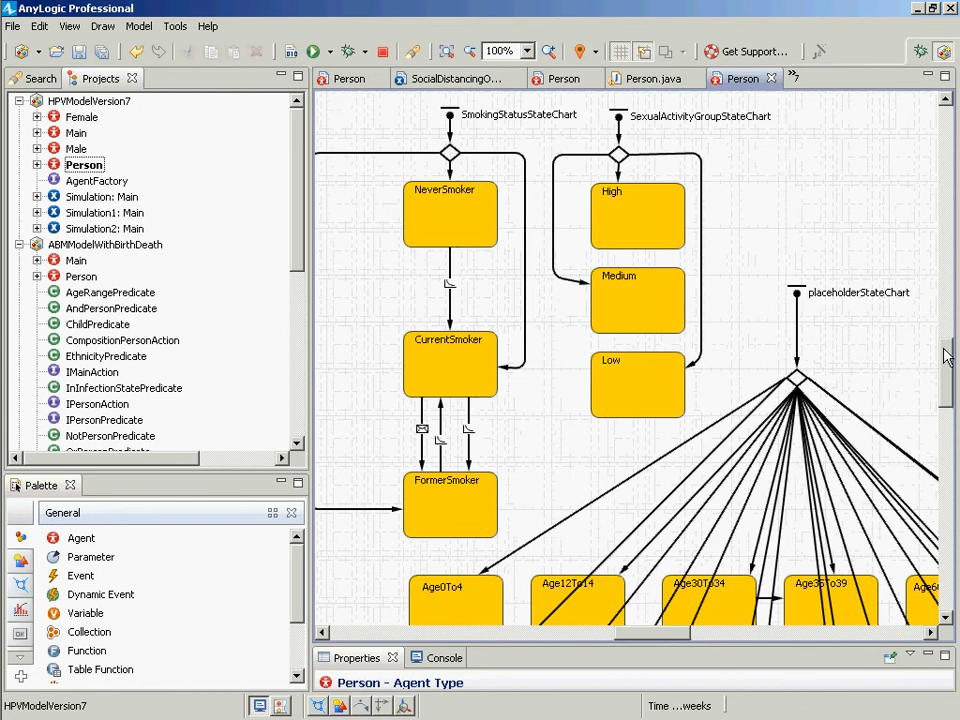 AnyLogic Professional
File Edit View Draw Model Tools Help
100% Get Support...
Search Projects
Person SocialDistancingO... Person Person.java Person 7
HPVModelVersion7
Female
Main
Male
Person
AgentFactory
Simulation: Main
Simulation1: Main
Simulation2: Main
ABMModelWithBirthDeath
Main
Person
AgeRangePredicate
AndPersonPredicate
ChildPredicate
CompositionPersonAction
EthnicityPredicate
IMainAction
InInfectionStatePredicate
IPersonAction
IPersonPredicate
NotPersonPredicate
SmokingStatusStateChart
SexualActivityGroupStateChart
NeverSmoker
High
Medium
placeholderStateChart
CurrentSmoker
Low
FormerSmoker
Age0To4
Age12To14
Age30To34
Age35To39
Palette
General
Agent
Parameter
Event
Dynamic Event
Variable
Collection
Function
Table Function
Properties Console
Person - Agent Type
HPVModelVersion7
Time ...weeks